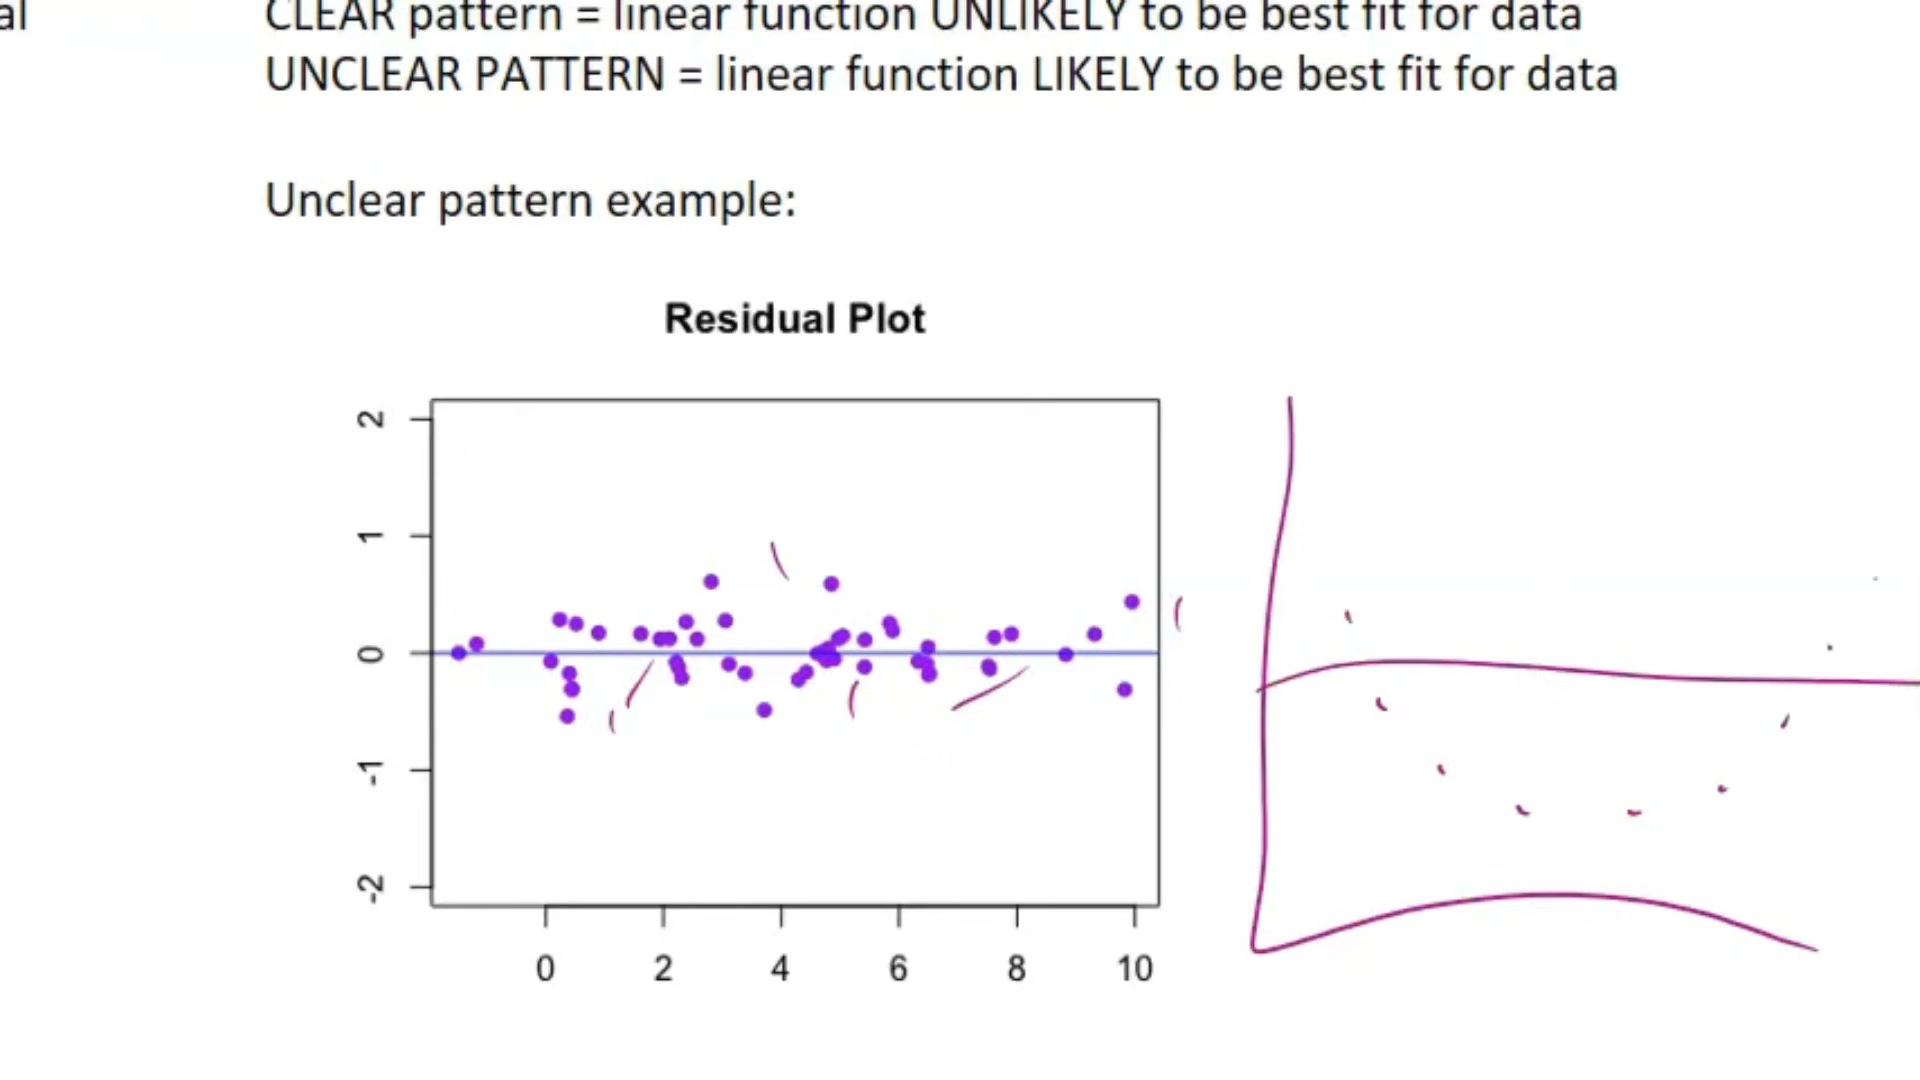 al
CLEAR pattern = linear function UNLIKELY to be best fit for data
UNCLEAR PATTERN = linear function LIKELY to be best fit for data
Unclear pattern example:
Residual Plot
2
1
0
-1
-2
0 2 4 6 8 10